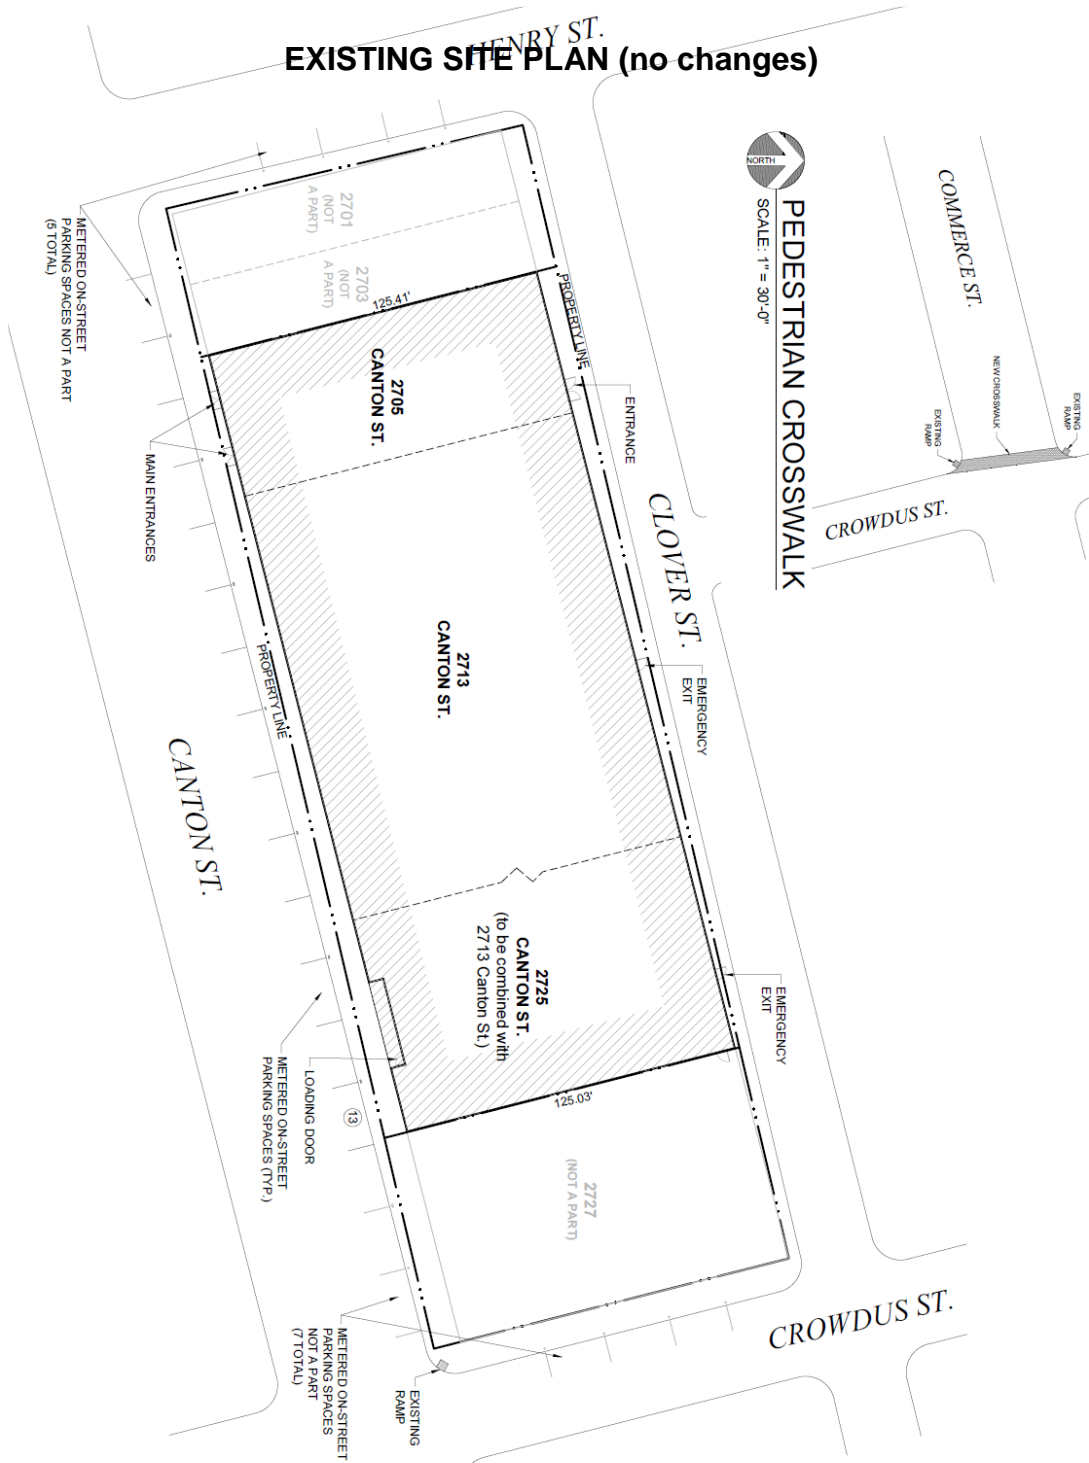 HENRY ST.
EXISTING SITE PLAN (no changes)
NORTH
PEDESTRIAN CROSSWALK
SCALE: 1" = 30'-0"
COMMERCE ST.
NEW CROSSWALK
EXISTING
RAMP
EXISTING
RAMP
CROWDUS ST.
2701
(NOT
A PART)
2703
(NOT
A PART)
125.41'
METERED ON-STREET
PARKING SPACES NOT A PART
(5 TOTAL)
PROPERTY LINE
ENTRANCE
2705
CANTON ST.
MAIN ENTRANCES
CLOVER ST.
2713
CANTON ST.
EMERGENCY
EXIT
PROPERTY LINE
CANTON ST.
2725
CANTON ST.
(to be combined with
2713 Canton St.)
EMERGENCY
EXIT
125.03'
LOADING DOOR
METERED ON-STREET
PARKING SPACES (TYP.)
13
2727
(NOT A PART)
CROWDUS ST.
METERED ON-STREET
PARKING SPACES
NOT A PART
(7 TOTAL)
EXISTING
RAMP